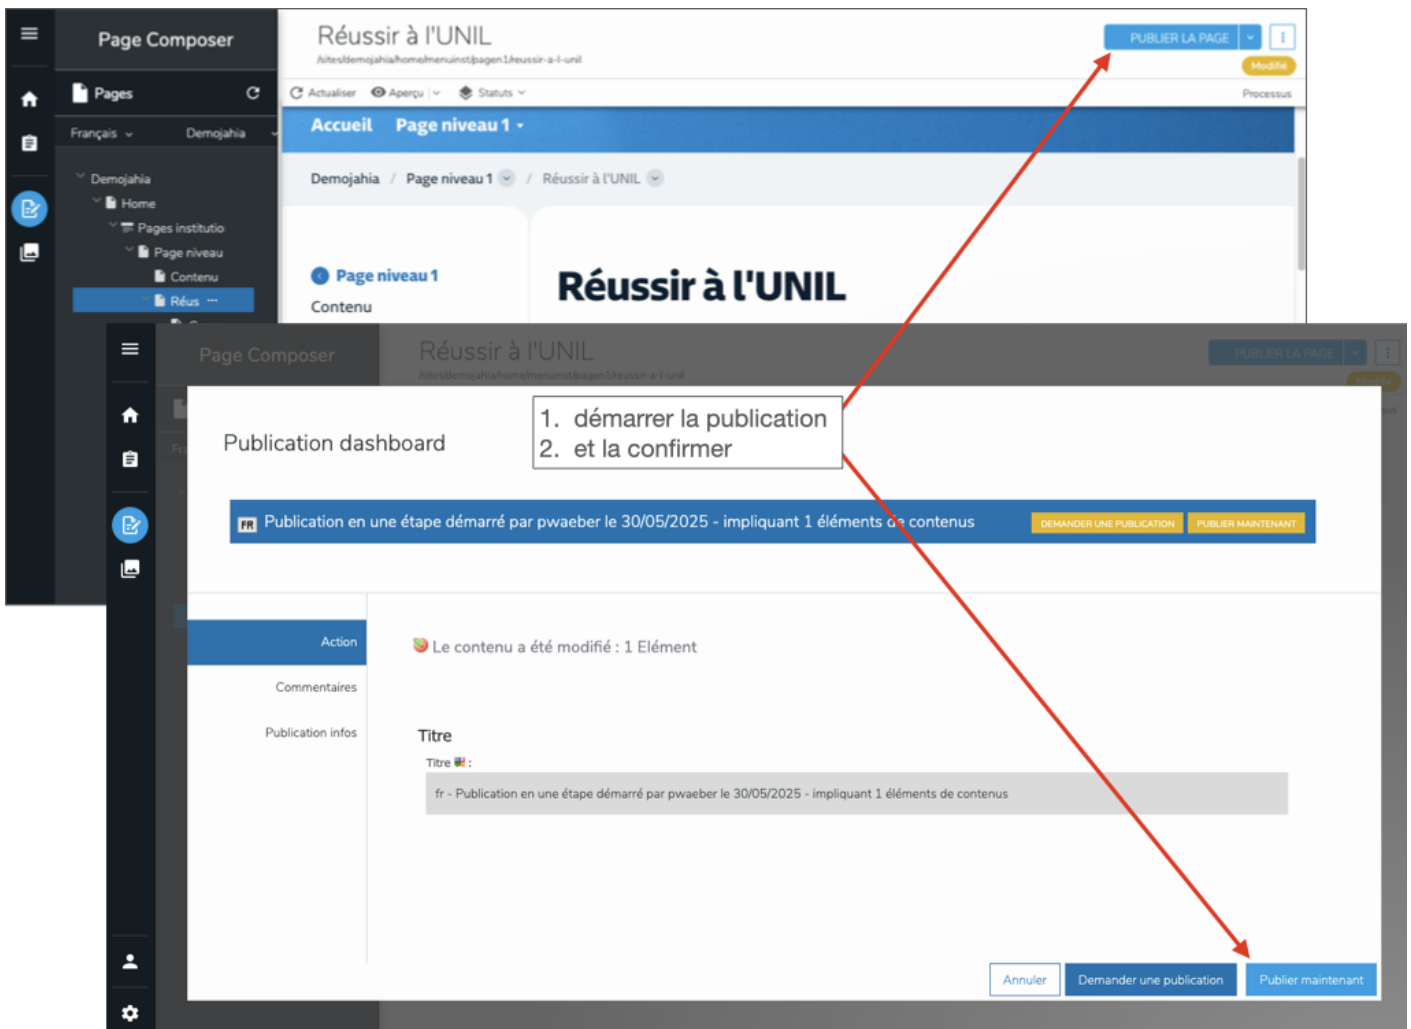 Page Composer
Réussir à l'UNIL
/sites/demojahia/home/menuinst/pagen1/reussir-a-l-unil
PUBLIER LA PAGE
Modifié
Pages
Actualiser
Aperçu
Statuts
Processus
Français
Demojahia
Accueil
Page niveau 1
Demojahia / Page niveau 1 / Réussir à l'UNIL
Demojahia
Home
Pages institutio
Page niveau
Contenu
Réus ...
Page niveau 1
Contenu
Réussir à l'UNIL
Page Composer
Réussir à l'UNIL
/sites/demojahia/home/menuinst/pagen1/reussir-a-l-unil
PUBLIER LA PAGE
1. démarrer la publication
2. et la confirmer
Publication dashboard
FR Publication en une étape démarré par pwaeber le 30/05/2025 - impliquant 1 éléments de contenus
DEMANDER UNE PUBLICATION
PUBLIER MAINTENANT
Action
Commentaires
Publication infos
Le contenu a été modifié : 1 Elément
Titre
Titre :
fr - Publication en une étape démarré par pwaeber le 30/05/2025 - impliquant 1 éléments de contenus
Annuler
Demander une publication
Publier maintenant